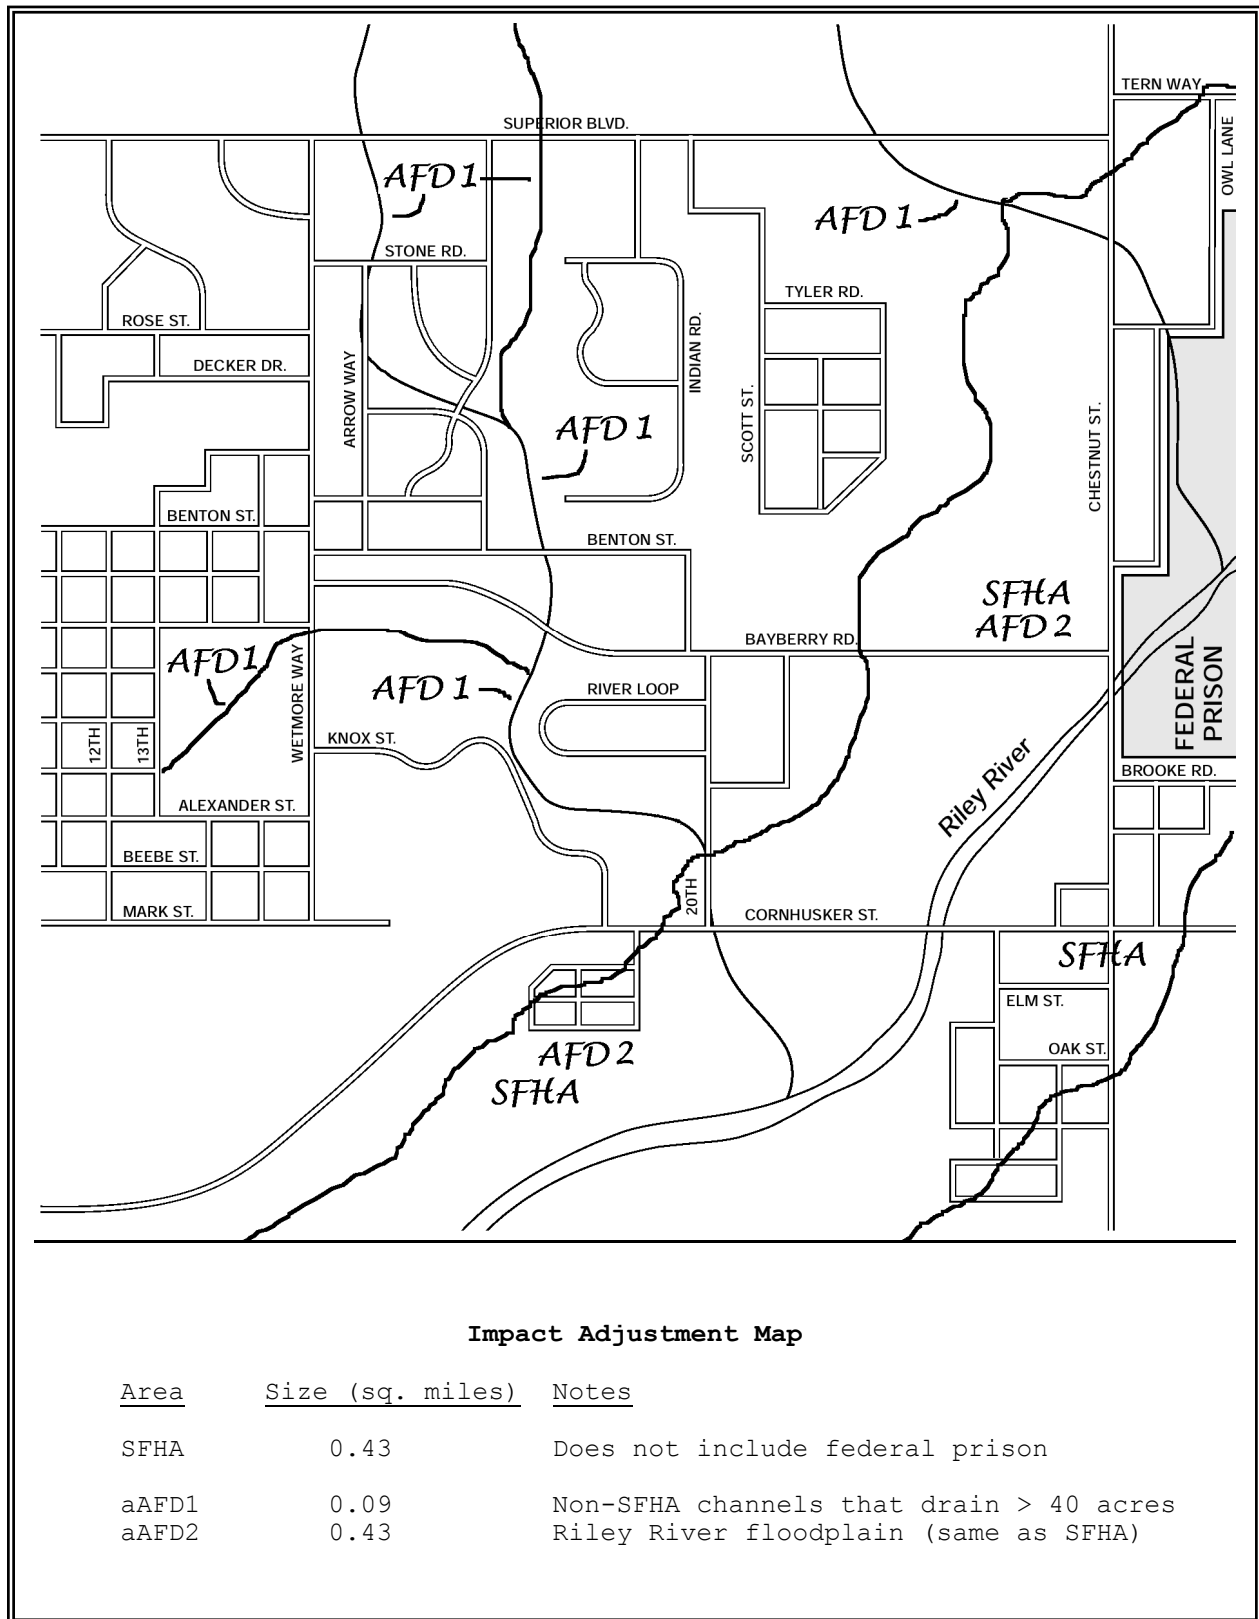 TERN WAY
SUPERIOR BLVD.
OWL LANE
AFD 1
AFD 1
STONE RD.
TYLER RD.
ROSE ST.
INDIAN RD.
DECKER DR.
ARROW WAY
SCOTT ST.
CHESTNUT ST.
AFD 1
BENTON ST.
BENTON ST.
SFHA
AFD 2
BAYBERRY RD.
AFD1
WETMORE WAY
AFD 1
RIVER LOOP
FEDERAL
PRISON
12TH
13TH
KNOX ST.
Riley River
BROOKE RD.
ALEXANDER ST.
BEEBE ST.
MARK ST.
20TH
CORNHUSKER ST.
SFHA
ELM ST.
OAK ST.
AFD 2
SFHA
Impact Adjustment Map
Area Size (sq. miles) Notes
SFHA 0.43 Does not include federal prison
aAFD1 0.09 Non-SFHA channels that drain > 40 acres
aAFD2 0.43 Riley River floodplain (same as SFHA)